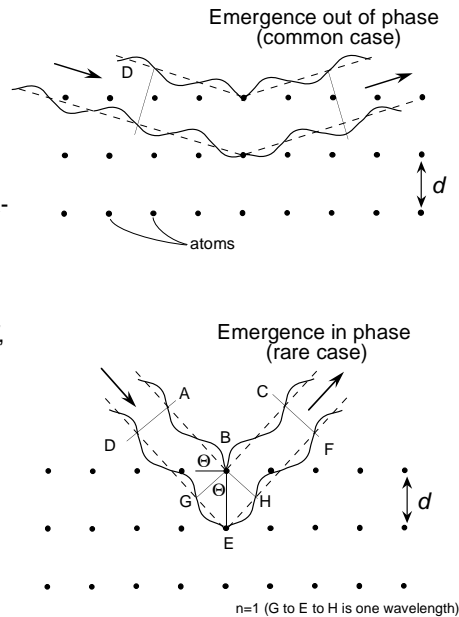 Emergence out of phase
(common case)
D
d
-
atoms
,
Emergence in phase
(rare case)
A
C
D
B
F
Θ
Θ
G
H
d
E
n=1 (G to E to H is one wavelength)